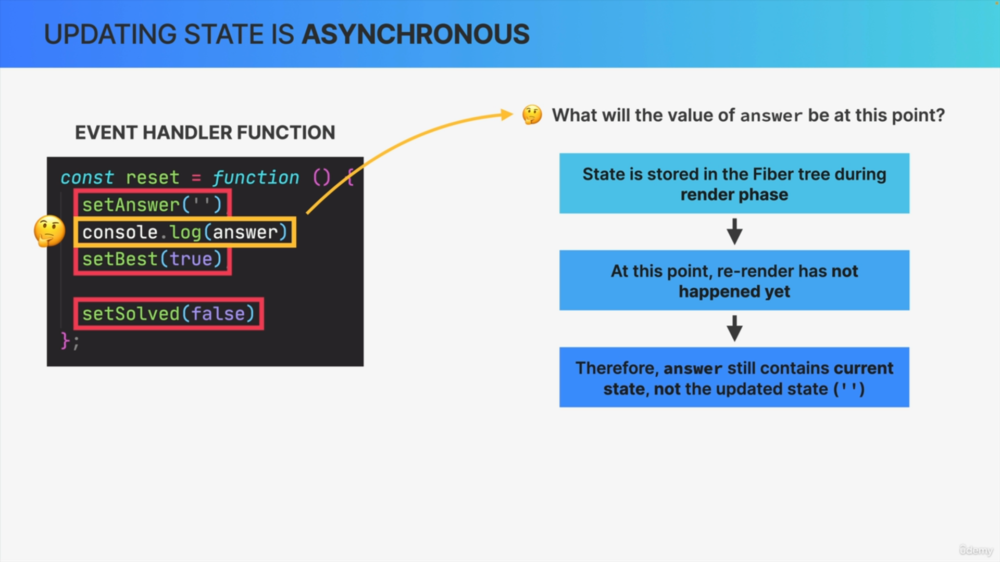 UPDATING STATE IS ASYNCHRONOUS
EVENT HANDLER FUNCTION
const reset = function () {
setAnswer('')
console.log(answer)
setBest(true)
setSolved(false)
};
What will the value of answer be at this point?
State is stored in the Fiber tree during
render phase
At this point, re-render has not
happened yet
Therefore, answer still contains current
state, not the updated state ('')
ûdemy